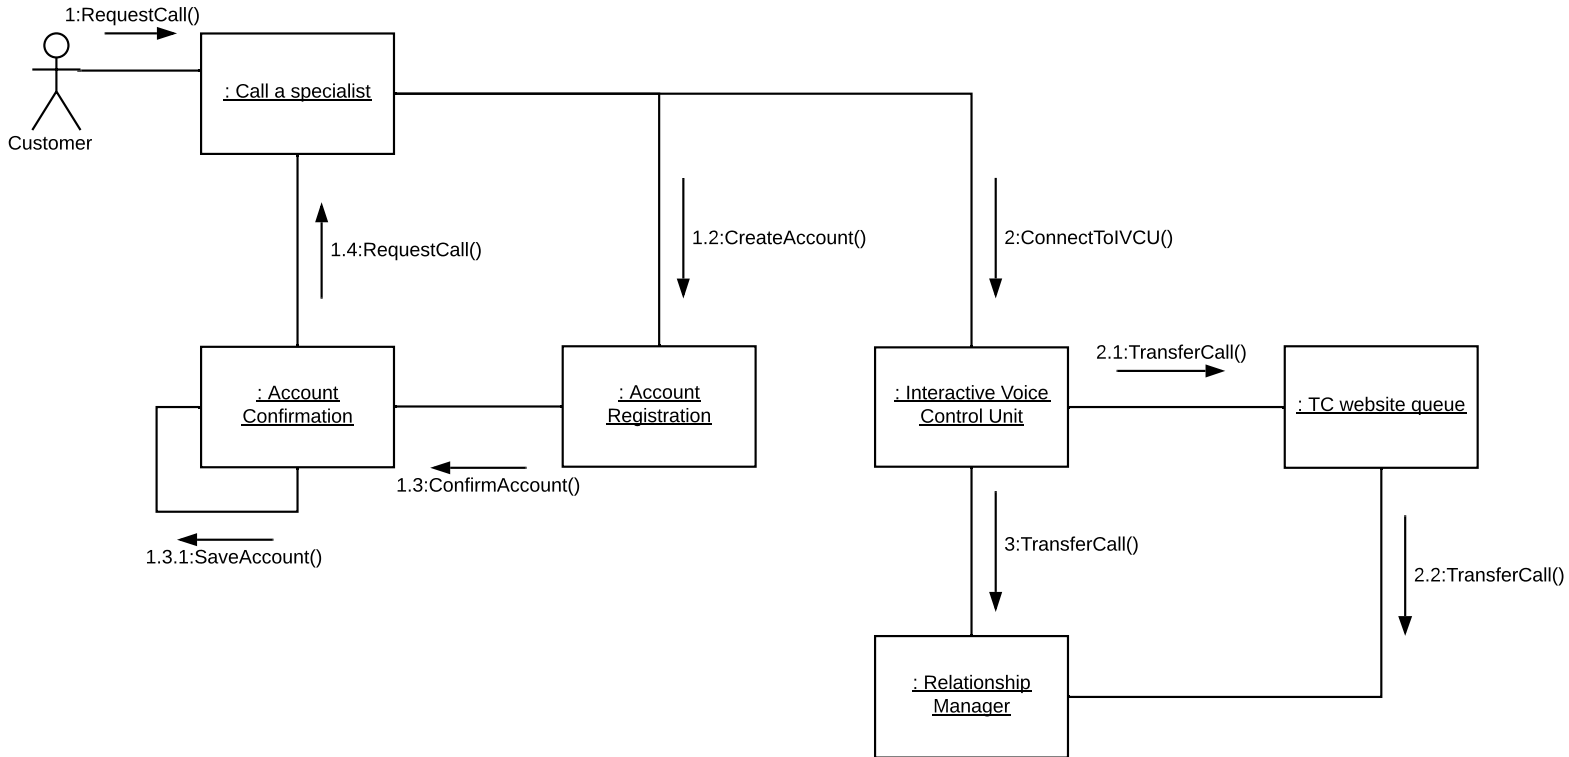 1:RequestCall()
: Call a specialist
Customer
1.4:RequestCall()
1.2:CreateAccount()
2:ConnectToIVCU()
: Account
Confirmation
: Account
Registration
: Interactive Voice
Control Unit
2.1:TransferCall()
: TC website queue
1.3:ConfirmAccount()
1.3.1:SaveAccount()
3:TransferCall()
2.2:TransferCall()
: Relationship
Manager